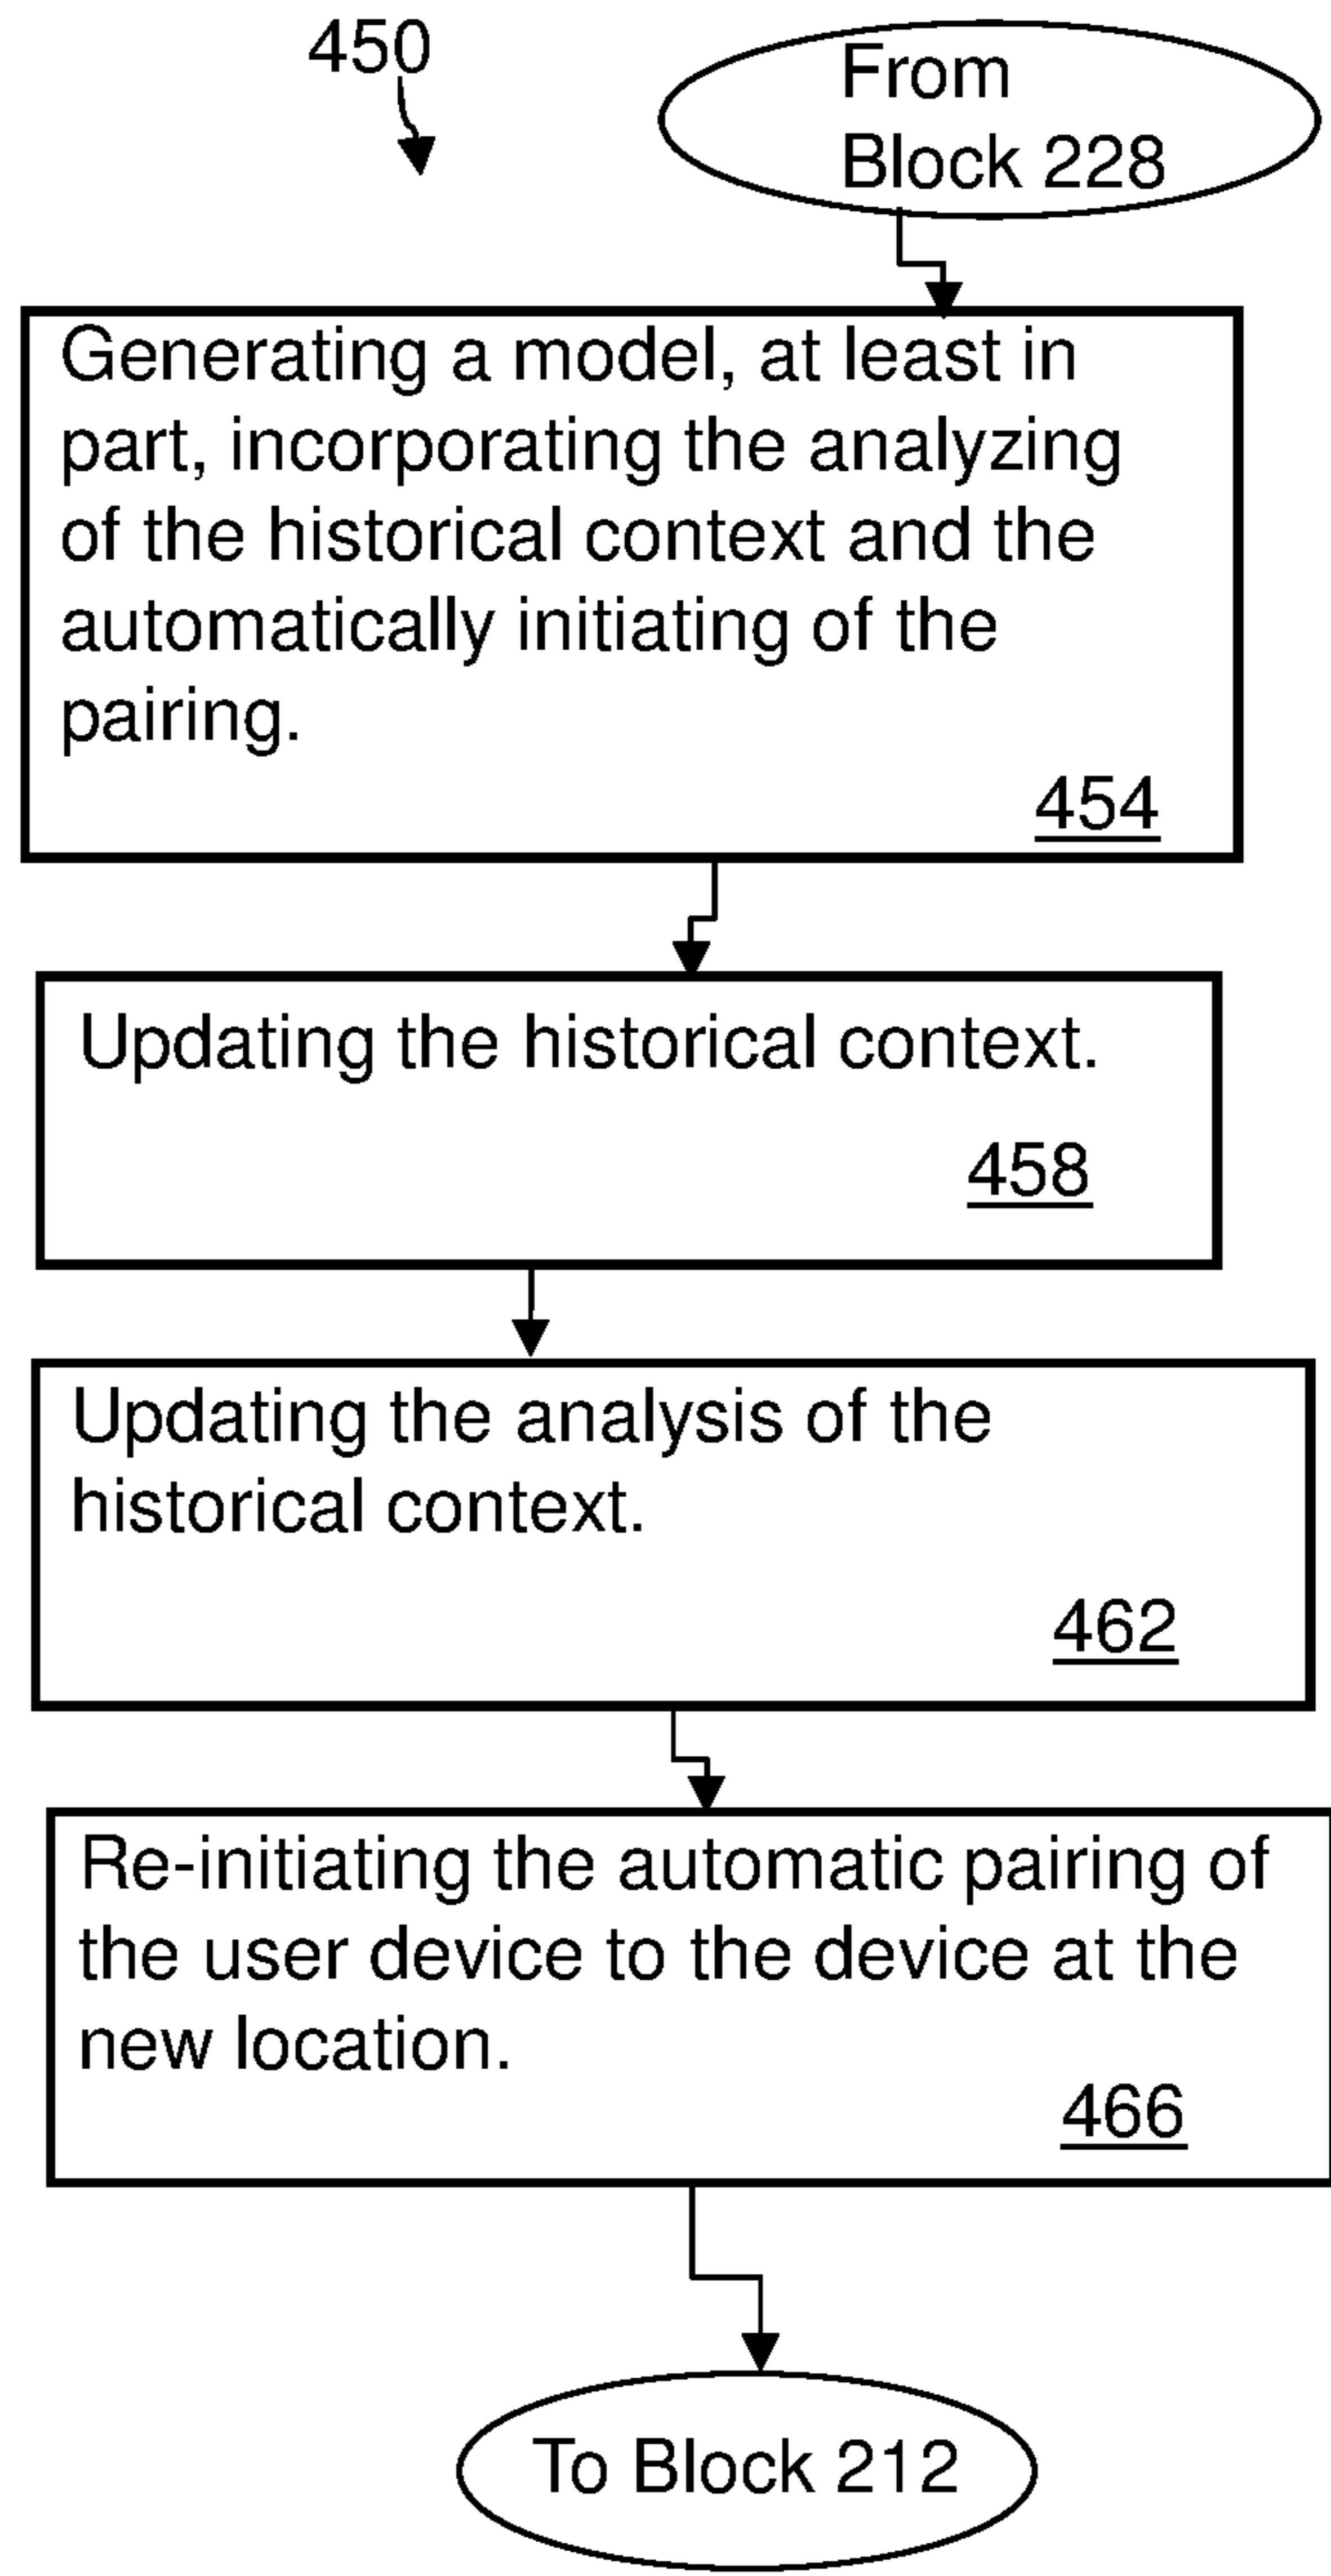 450
From
Block 228
Generating a model, at least in
part, incorporating the analyzing
of the historical context and the
automatically initiating of the
pairing.
454
Updating the historical context.
458
Updating the analysis of the
historical context.
462
Re-initiating the automatic pairing of
the user device to the device at the
new location.
466
To Block 212